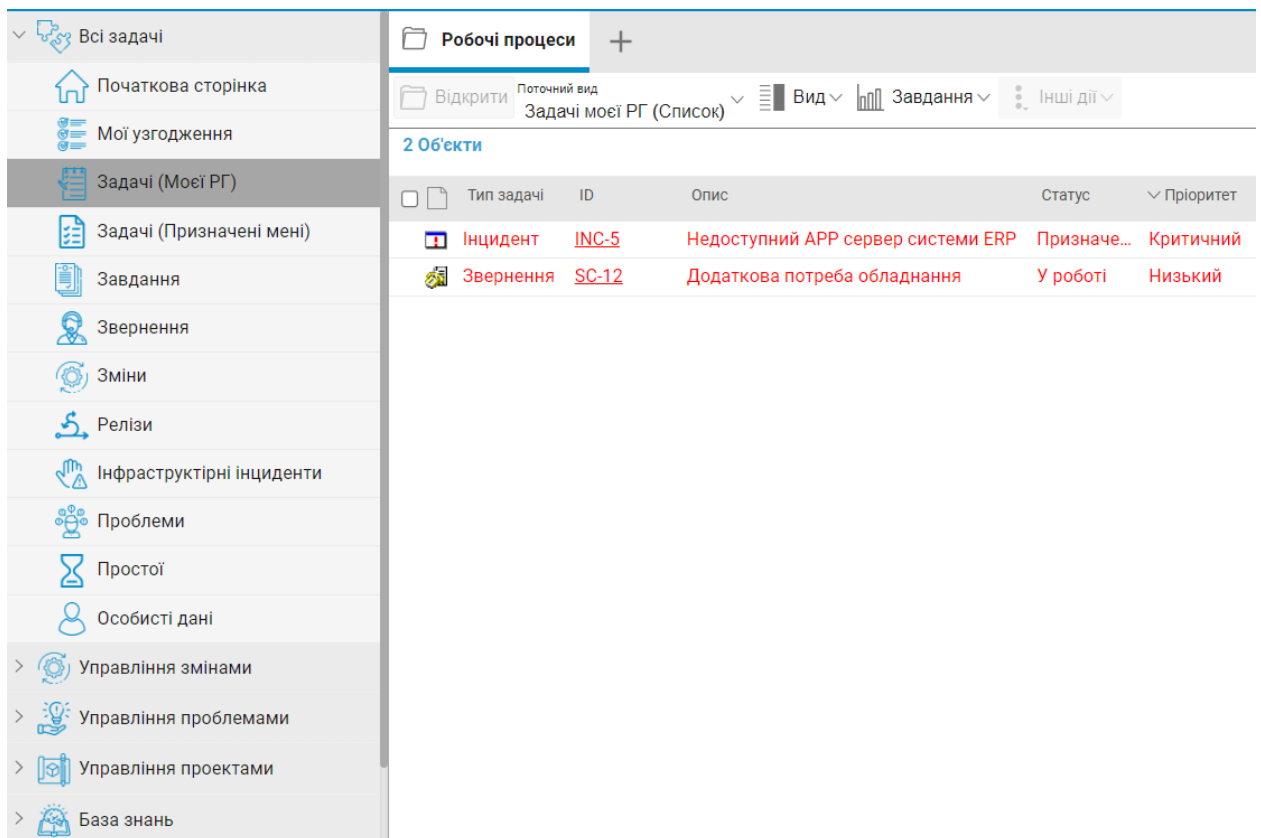 Всі задачі
Початкова сторінка
Мої узгодження
Задачі (Моєї РГ)
Задачі (Призначені мені)
Завдання
Звернення
Зміни
Релізи
Інфраструктірні інциденти
Проблеми
Простої
Особисті дані
Управління змінами
Управління проблемами
Управління проектами
База знань
Робочі процеси
Відкрити Поточний вид Задачі моєї РГ (Список) Вид Завдання Інші дії
2 Об'єкти
Тип задачі ID Опис Статус Пріоритет
Інцидент INC-5 Недоступний APP сервер системи ERP Призначе... Критичний
Звернення SC-12 Додаткова потреба обладнання У роботі Низький